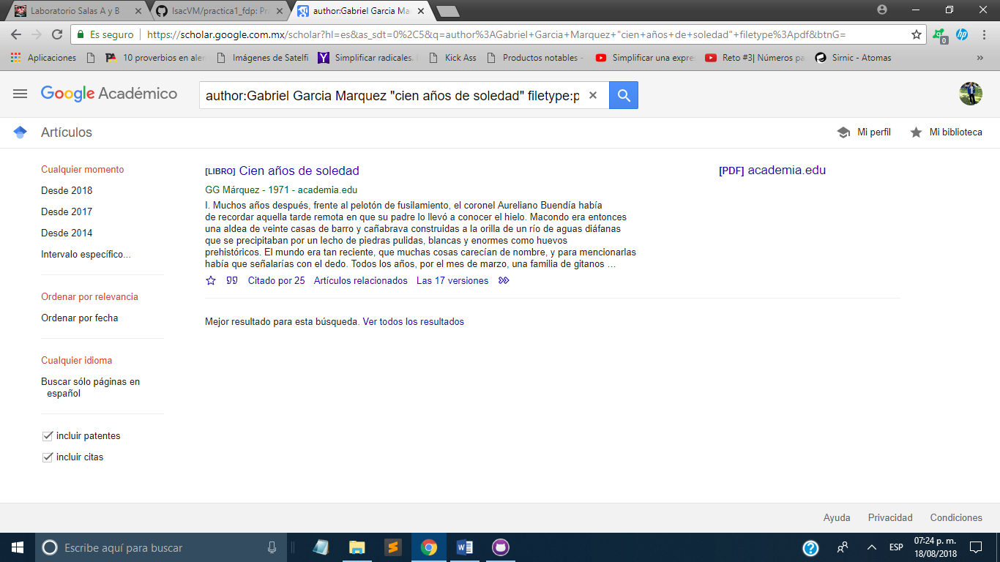 Laboratorio Salas A y B
IsacVM/practica1_fdp: Pra
author:Gabriel Garcia Ma
Es seguro
https://scholar.google.com.mx/scholar?hl=es&as_sdt=0%2C5&q=author%3AGabriel+Garcia+Marquez+"cien+años+de+soledad"+filetype%3Apdf&btnG=
0
Aplicaciones
10 proverbios en alem
Imágenes de Satelfi
Simplificar radicales.
Kick Ass
Productos notables -
Simplificar una expre
Reto #3| Números pa
Sirnic - Atomas
»
Google Académico
author:Gabriel Garcia Marquez "cien años de soledad" filetype:p
Artículos
Mi perfil
Mi biblioteca
Cualquier momento
Desde 2018
Desde 2017
Desde 2014
Intervalo específico...
Ordenar por relevancia
Ordenar por fecha
Cualquier idioma
Buscar sólo páginas en
español
incluir patentes
incluir citas
[LIBRO] Cien años de soledad
GG Márquez - 1971 - academia.edu
I. Muchos años después, frente al pelotón de fusilamiento, el coronel Aureliano Buendía había
de recordar aquella tarde remota en que su padre lo llevó a conocer el hielo. Macondo era entonces
una aldea de veinte casas de barro y cañabrava construidas a la orilla de un río de aguas diáfanas
que se precipitaban por un lecho de piedras pulidas, blancas y enormes como huevos
prehistóricos. El mundo era tan reciente, que muchas cosas carecían de nombre, y para mencionarlas
había que señalarías con el dedo. Todos los años, por el mes de marzo, una familia de gitanos …
Citado por 25 Artículos relacionados Las 17 versiones
[PDF] academia.edu
Mejor resultado para esta búsqueda. Ver todos los resultados
Ayuda Privacidad Condiciones
Escribe aquí para buscar
ESP
07:24 p. m.
18/08/2018